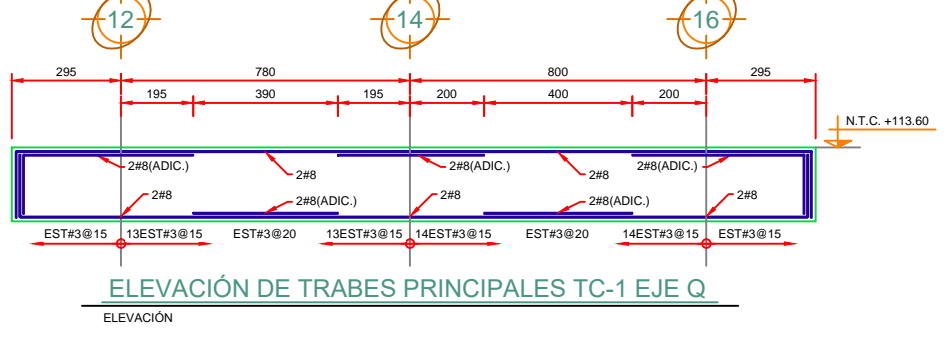 12 14 16
295 780 800 295
195 390 195 200 400 200
N.T.C. +113.60
2#8(ADIC.) 2#8 2#8(ADIC.) 2#8 2#8(ADIC.)
2#8 2#8(ADIC.) 2#8 2#8(ADIC.) 2#8
EST#3@15 13EST#3@15 EST#3@20 13EST#3@15 14EST#3@15 EST#3@20 14EST#3@15 EST#3@15
ELEVACIÓN DE TRABES PRINCIPALES TC-1 EJE Q
ELEVACIÓN